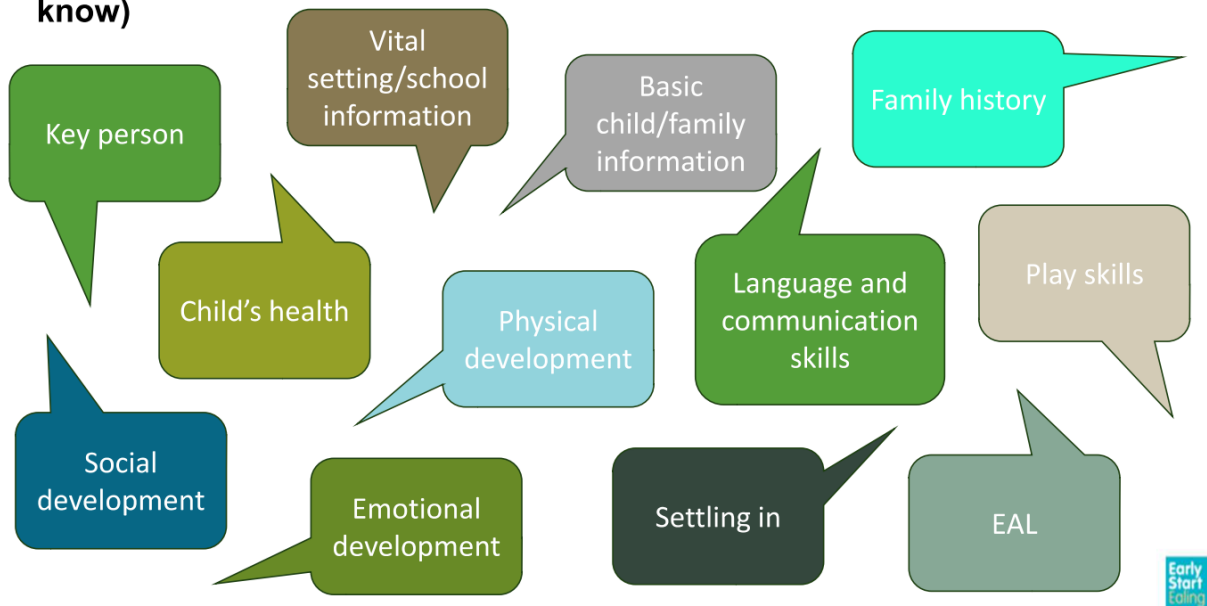 know)
Key person
Vital
setting/school
information
Basic
child/family
information
Family history
Child’s health
Physical
development
Language and
communication
skills
Play skills
Social
development
Emotional
development
Settling in
EAL
Early
Start
Ealing